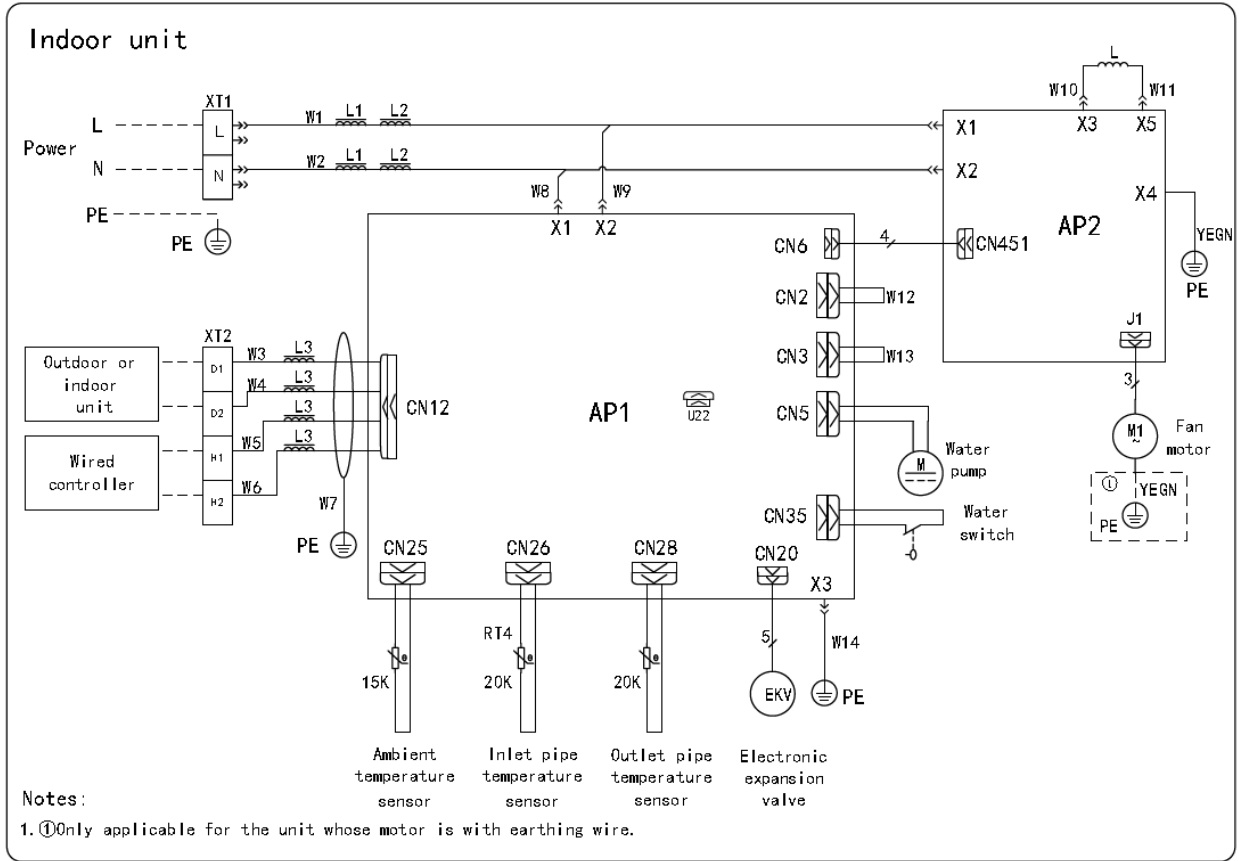 Indoor unit
L
W10
W11
XT1
L
L
W1
L1
L2
X1
X3
X5
Power
N
N
W2
L1
L2
X2
W8
W9
X4
PE
PE
X1
X2
AP2
YEGN
CN6
4
CN451
PE
CN2
W12
J1
XT2
Outdoor or
indoor
unit
D1
W3
L3
CN3
W13
D2
W4
L3
CN12
AP1
U22
CN5
3
Wired
controller
H1
W5
L3
M1
~
Fan
motor
H2
W6
L3
M
Water
pump
①
YEGN
PE
W7
CN35
Water
switch
PE
CN25
CN26
CN28
CN20
X3
RT4
5
W14
15K
20K
20K
EKV
PE
Ambient
temperature
sensor
Inlet pipe
temperature
sensor
Outlet pipe
temperature
sensor
Electronic
expansion
valve
Notes:
1. ①Only applicable for the unit whose motor is with earthing wire.